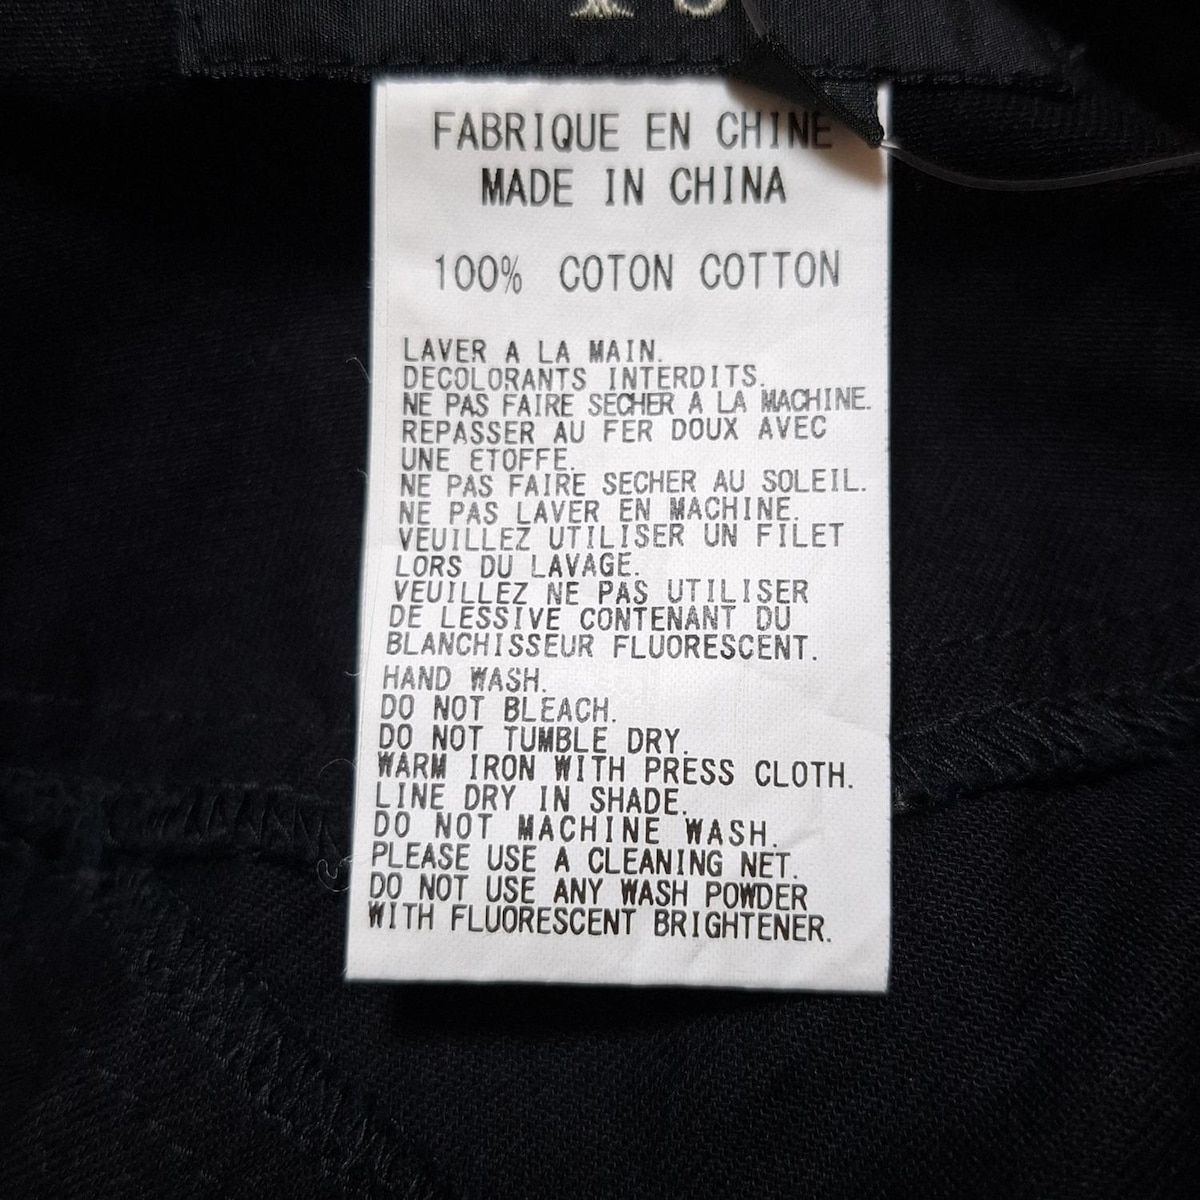 FABRIQUE EN CHINE
MADE IN CHINA
100% COTON COTTON
LAVER A LA MAIN.
DECOLORANTS INTERDITS.
NE PAS FAIRE SECHER A LA MACHINE.
REPASSER AU FER DOUX AVEC
UNE ETOFFE.
NE PAS FAIRE SECHER AU SOLEIL.
NE PAS LAVER EN MACHINE.
VEUILLEZ UTILISER UN FILET
LORS DU LAVAGE.
VEUILLEZ NE PAS UTILISER
DE LESSIVE CONTENANT DU
BLANCHISSEUR FLUORESCENT.
HAND WASH.
DO NOT BLEACH.
DO NOT TUMBLE DRY.
WARM IRON WITH PRESS CLOTH.
LINE DRY IN SHADE.
DO NOT MACHINE WASH.
PLEASE USE A CLEANING NET.
DO NOT USE ANY WASH POWDER
WITH FLUORESCENT BRIGHTENER.